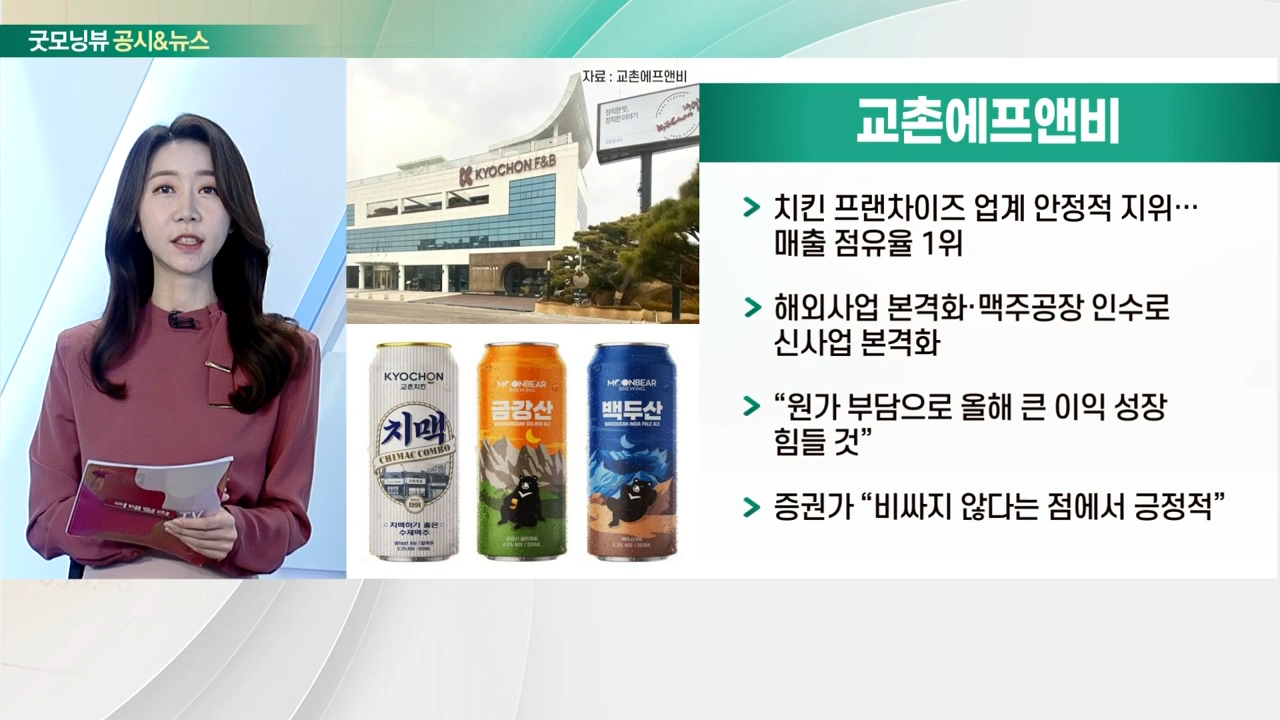 굿모닝뷰 공시&뉴스
자료 : 교촌에프앤비
KYOCHON F&B
교촌에프앤비
치킨 프랜차이즈 업계 안정적 지위…
매출 점유율 1위
해외사업 본격화·맥주공장 인수로
신사업 본격화
“원가 부담으로 올해 큰 이익 성장
힘들 것”
증권가 “비싸지 않다는 점에서 긍정적”
KYOCHON
교촌치킨
치맥
CHIMAC COMBO
1991
치맥하기 좋은
수제맥주
MOONBEAR
BREWING
금강산
MOONBEAR
BREWING
백두산
TV